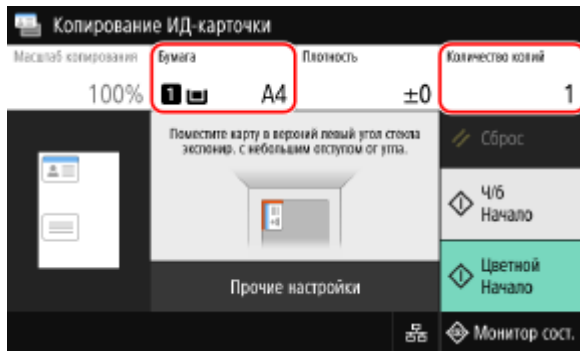 Копирование ИД-карточки
Масштаб копирования
100%
Бумага
1 A4
Плотность
±0
Количество копий
1
Поместите карту в верхний левый угол стекла
экспонир. с небольшим отступом от угла.
Прочие настройки
Сброс
Ч/б
Начало
Цветной
Начало
Монитор сост.